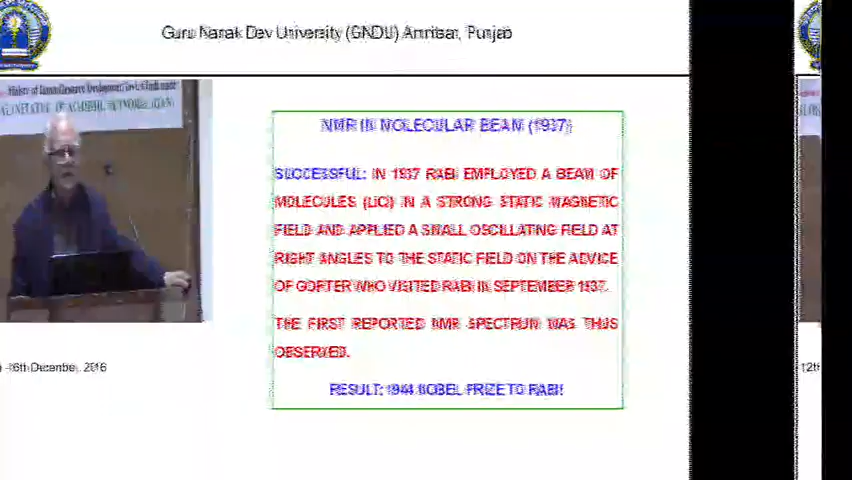 Guru Nanak Dev University (GNDU) Amritsar, Punjab
NMR IN MOLECULAR BEAM (1937)
SUCCESSFUL: IN 1937 RABI EMPLOYED A BEAM OF
MOLECULES (LiCl) IN A STRONG STATIC MAGNETIC
FIELD AND APPLIED A SMALL OSCILLATING FIELD AT
RIGHT ANGLES TO THE STATIC FIELD ON THE ADVICE
OF GORTER WHO VISITED RABI IN SEPTEMBER 1937.
THE FIRST REPORTED NMR SPECTRUM WAS THUS
OBSERVED.
RESULT: 1944 NOBEL PRIZE TO RABI!
-16th December, 2016
12th